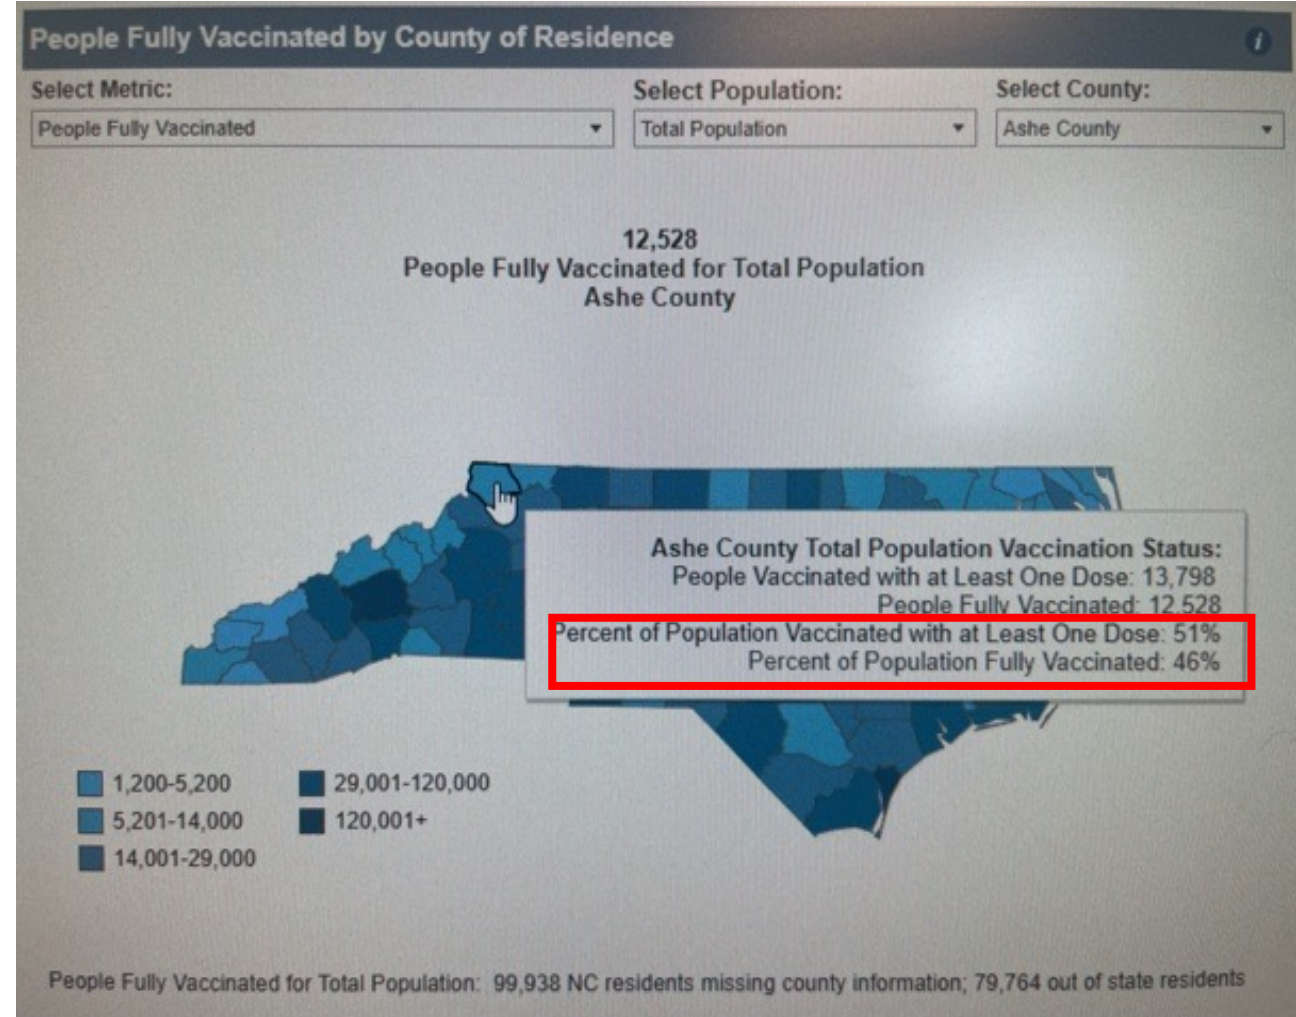 People Fully Vaccinated by County of Residence
i
Select Metric:
Select Population:
Select County:
People Fully Vaccinated
Total Population
Ashe County
12,528
People Fully Vaccinated for Total Population
Ashe County
Ashe County Total Population Vaccination Status:
People Vaccinated with at Least One Dose: 13,798
People Fully Vaccinated: 12,528
Percent of Population Vaccinated with at Least One Dose: 51%
Percent of Population Fully Vaccinated: 46%
1,200-5,200
29,001-120,000
5,201-14,000
120,001+
14,001-29,000
People Fully Vaccinated for Total Population: 99,938 NC residents missing county information; 79,764 out of state residents